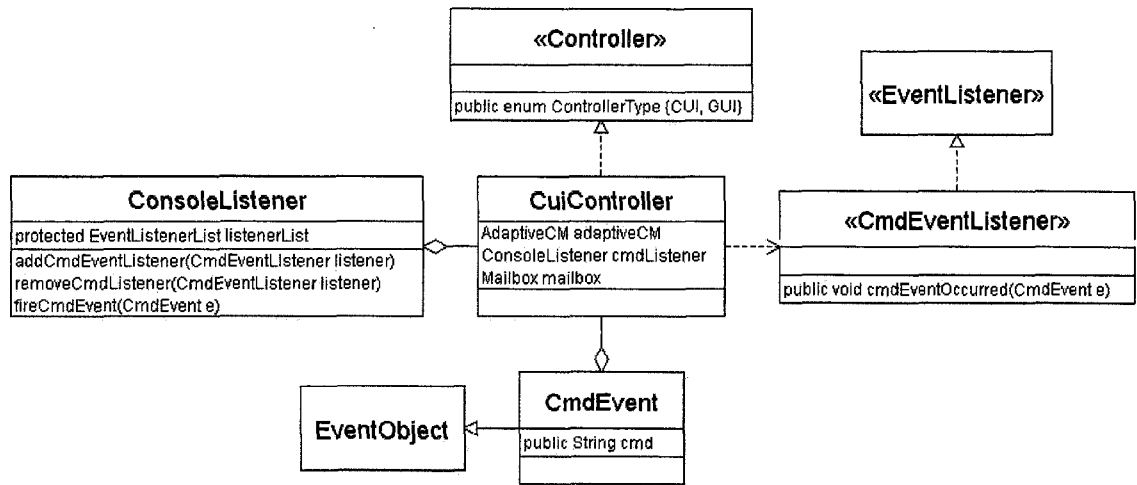 «Controller»
public enum ControllerType {CUI, GUI}
«EventListener»
ConsoleListener
protected EventListenerList listenerList
addCmdEventListener(CmdEventListener listener)
removeCmdListener(CmdEventListener listener)
fireCmdEvent(CmdEvent e)
CuiController
AdaptiveCM adaptiveCM
ConsoleListener cmdListener
Mailbox mailbox
«CmdEventListener»
public void cmdEventOccurred(CmdEvent e)
EventObject
CmdEvent
public String cmd